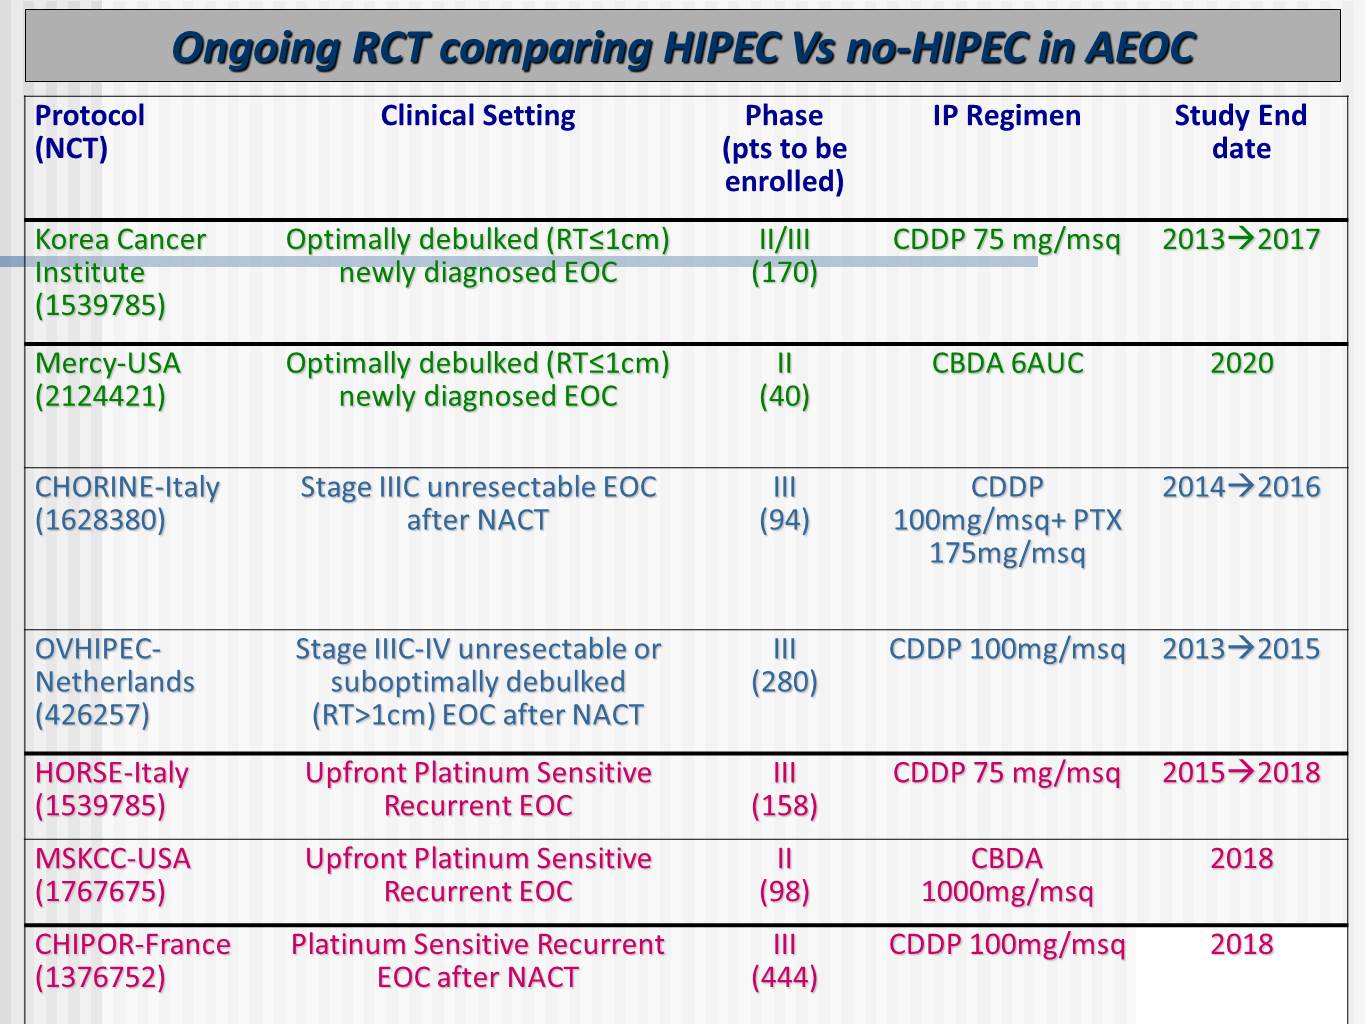 Ongoing RCT comparing HIPEC Vs no-HIPEC in AEOC
Protocol
(NCT)
Clinical Setting
Phase
(pts to be
enrolled)
IP Regimen
Study End
date
Korea Cancer
Institute
(1539785)
Optimally debulked (RT≤1cm)
newly diagnosed EOC
II/III
(170)
CDDP 75 mg/msq
2013→2017
Mercy-USA
(2124421)
Optimally debulked (RT≤1cm)
newly diagnosed EOC
II
(40)
CBDA 6AUC
2020
CHORINE-Italy
(1628380)
Stage IIIC unresectable EOC
after NACT
III
(94)
CDDP
100mg/msq+ PTX
175mg/msq
2014→2016
OVHIPEC-
Netherlands
(426257)
Stage IIIC-IV unresectable or
suboptimally debulked
(RT>1cm) EOC after NACT
III
(280)
CDDP 100mg/msq
2013→2015
HORSE-Italy
(1539785)
Upfront Platinum Sensitive
Recurrent EOC
III
(158)
CDDP 75 mg/msq
2015→2018
MSKCC-USA
(1767675)
Upfront Platinum Sensitive
Recurrent EOC
II
(98)
CBDA
1000mg/msq
2018
CHIPOR-France
(1376752)
Platinum Sensitive Recurrent
EOC after NACT
III
(444)
CDDP 100mg/msq
2018